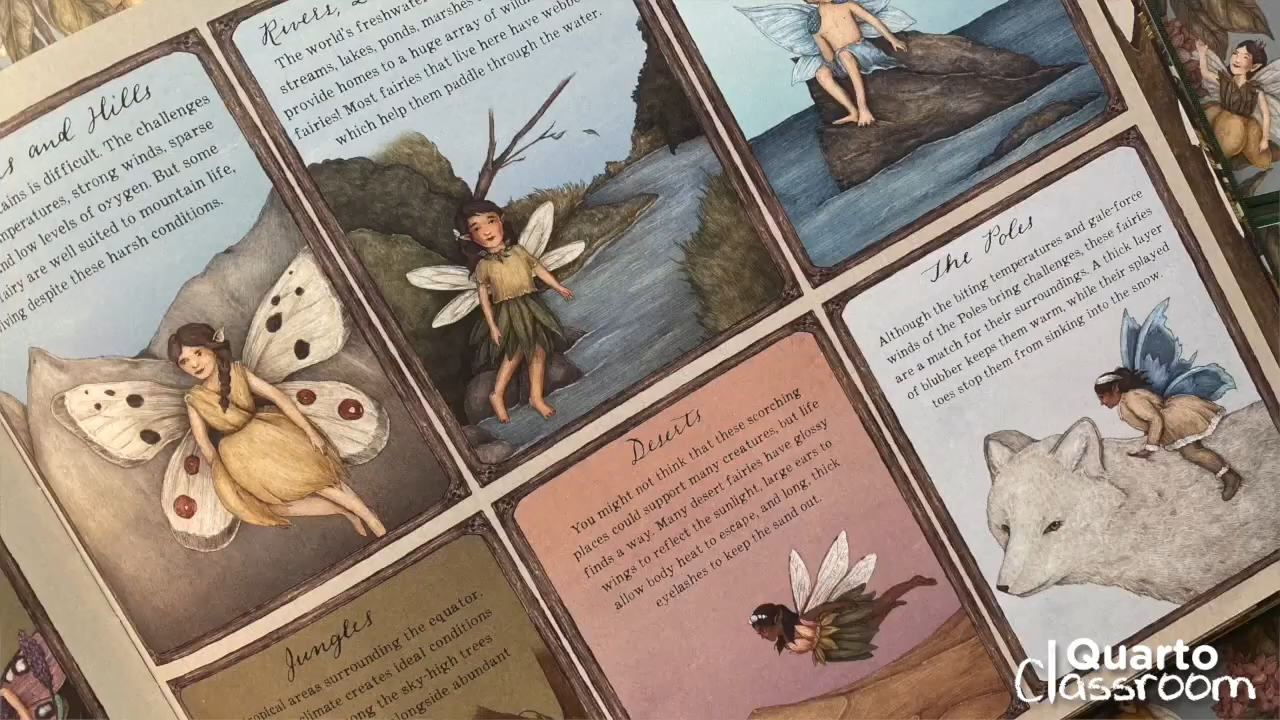 s and Hills
tains is difficult. The challenges
mperatures, strong winds, sparse
nd low levels of oxygen. But some
fairy are well suited to mountain life,
iving despite these harsh conditions.
Rivers,
The world's freshwater
streams, lakes, ponds, marshes
provide homes to a huge array of
fairies! Most fairies that live here have webbe
which help them paddle through the water.
The Poles
Although the biting temperatures and gale-force
winds of the Poles bring challenges, these fairies
are a match for their surroundings. A thick layer
of blubber keeps them warm, while their splayed
toes stop them from sinking into the snow.
Deserts
You might not think that these scorching
places could support many creatures, but life
finds a way. Many desert fairies have glossy
wings to reflect the sunlight, large ears to
allow body heat to escape, and long, thick
eyelashes to keep the sand out.
Jungles
opical areas surrounding the equator.
climate creates ideal conditions
ong the sky-high trees
longside abundant
Quarto
Classroom